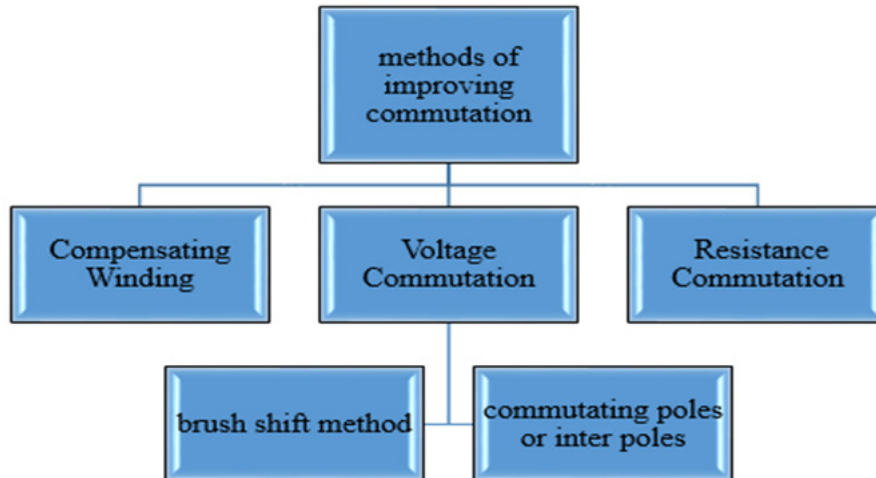 methods of
improving
commutation
Compensating
Winding
Voltage
Commutation
Resistance
Commutation
brush shift method
commutating poles
or inter poles